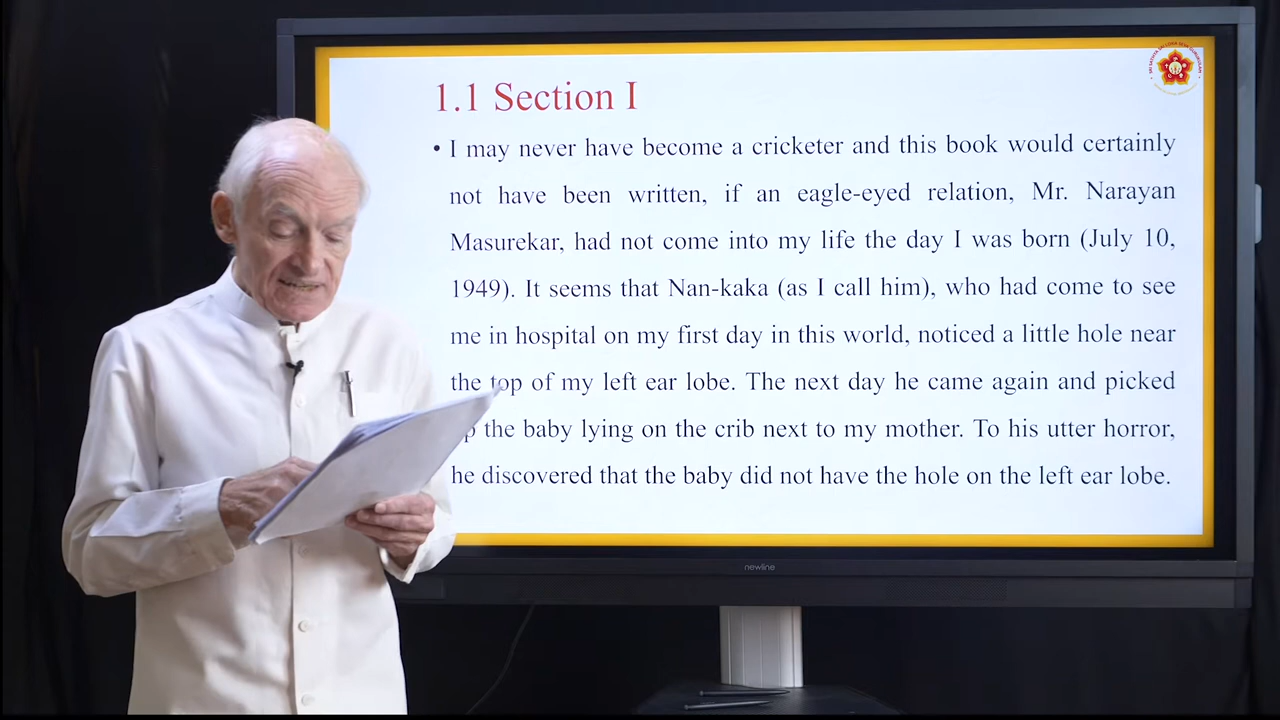 1.1 Section I
• I may never have become a cricketer and this book would certainly
not have been written, if an eagle-eyed relation, Mr. Narayan
Masurekar, had not come into my life the day I was born (July 10,
1949). It seems that Nan-kaka (as I call him), who had come to see
me in hospital on my first day in this world, noticed a little hole near
the top of my left ear lobe. The next day he came again and picked
the baby lying on the crib next to my mother. To his utter horror,
he discovered that the baby did not have the hole on the left ear lobe.
newline